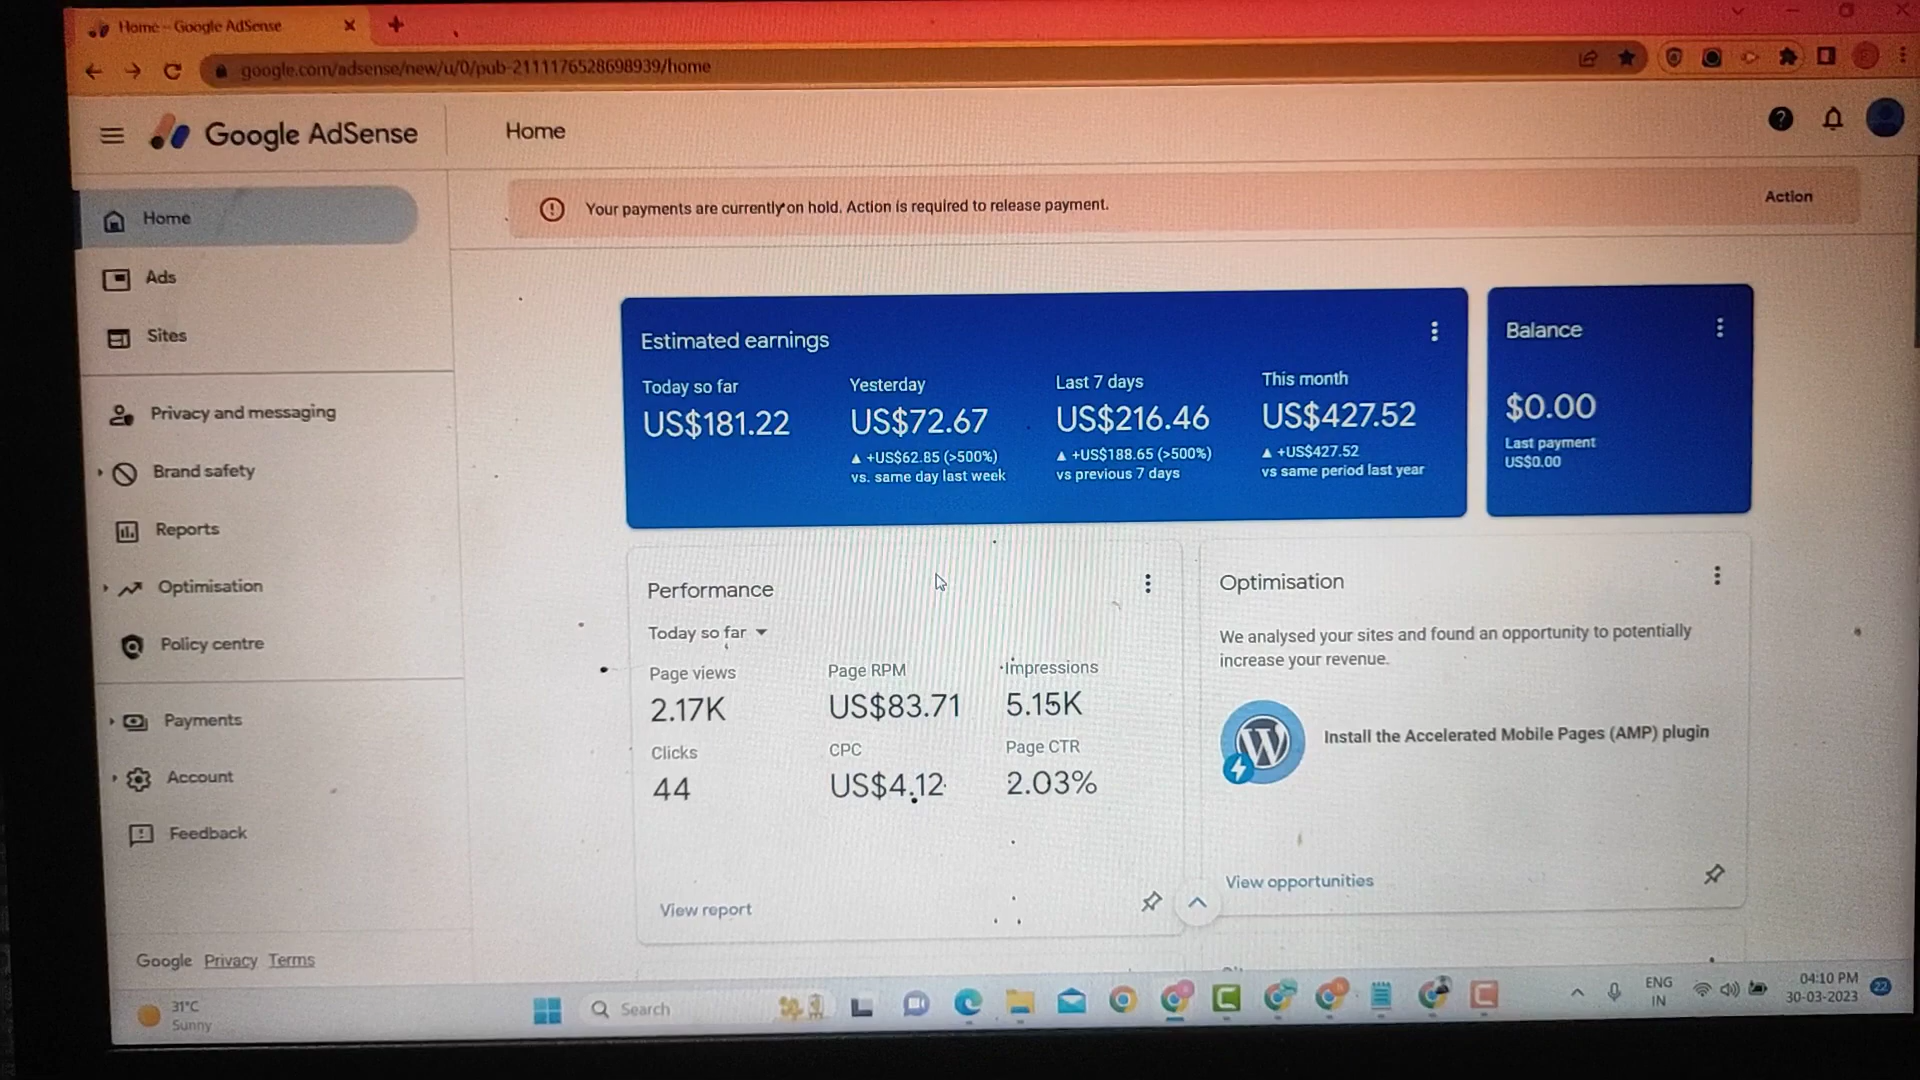 Home – Google AdSense
google.com/adsense/new/u/0/pub-2111176528698939/home
Google AdSense
Home
Your payments are currently on hold. Action is required to release payment.
Action
Home
Ads
Sites
Privacy and messaging
Brand safety
Reports
Optimisation
Policy centre
Payments
Account
Feedback
Google Privacy Terms
Estimated earnings
Today so far
US$181.22
Yesterday
US$72.67
+US$62.85 (>500%)
vs. same day last week
Last 7 days
US$216.46
+US$188.65 (>500%)
vs previous 7 days
This month
US$427.52
+US$427.52
vs same period last year
Balance
$0.00
Last payment
US$0.00
Performance
Today so far
Page views
2.17K
Page RPM
US$83.71
Impressions
5.15K
Clicks
44
CPC
US$4.12
Page CTR
2.03%
View report
Optimisation
We analysed your sites and found an opportunity to potentially
increase your revenue.
Install the Accelerated Mobile Pages (AMP) plugin
View opportunities
31°C
Sunny
Search
ENG
IN
04:10 PM
30-03-2023
22